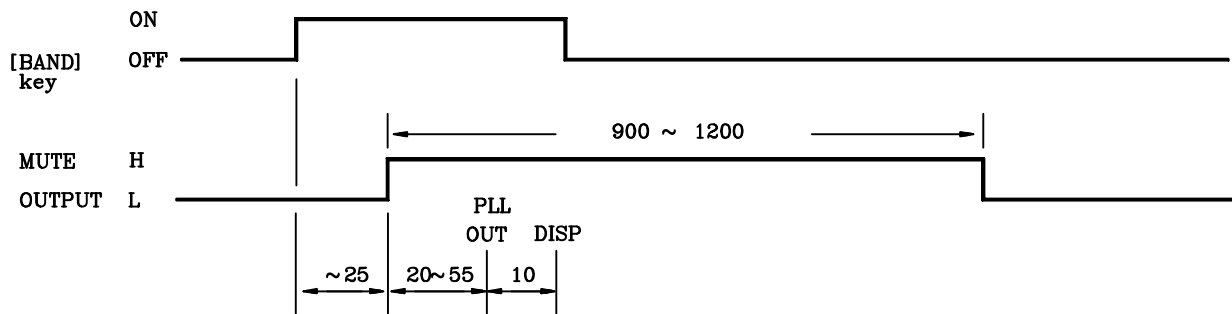 ON
[BAND] OFF
key
900 ~ 1200
MUTE H
OUTPUT L
PLL
OUT DISP
~25 20~55 10